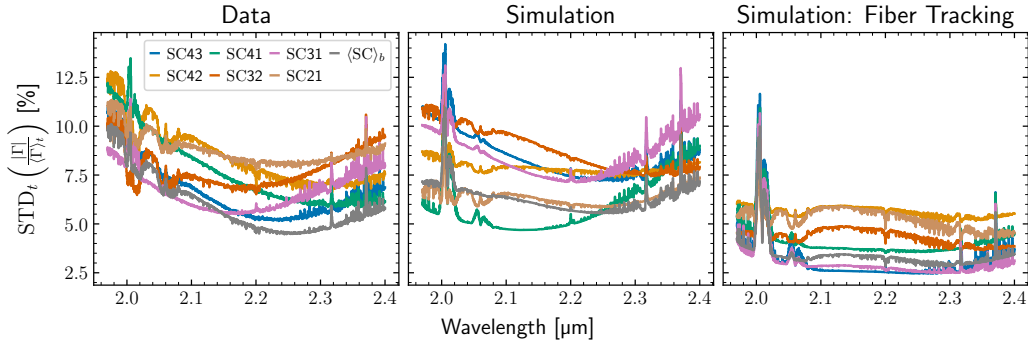 Data
Simulation
Simulation: Fiber Tracking
STD_t ( |Γ| / ⟨Γ⟩_t ) [%]
12.5
10.0
7.5
5.0
2.5
SC43 SC41 SC31 ⟨SC⟩_b
SC42 SC32 SC21
2.0 2.1 2.2 2.3 2.4
2.0 2.1 2.2 2.3 2.4
2.0 2.1 2.2 2.3 2.4
Wavelength [µm]